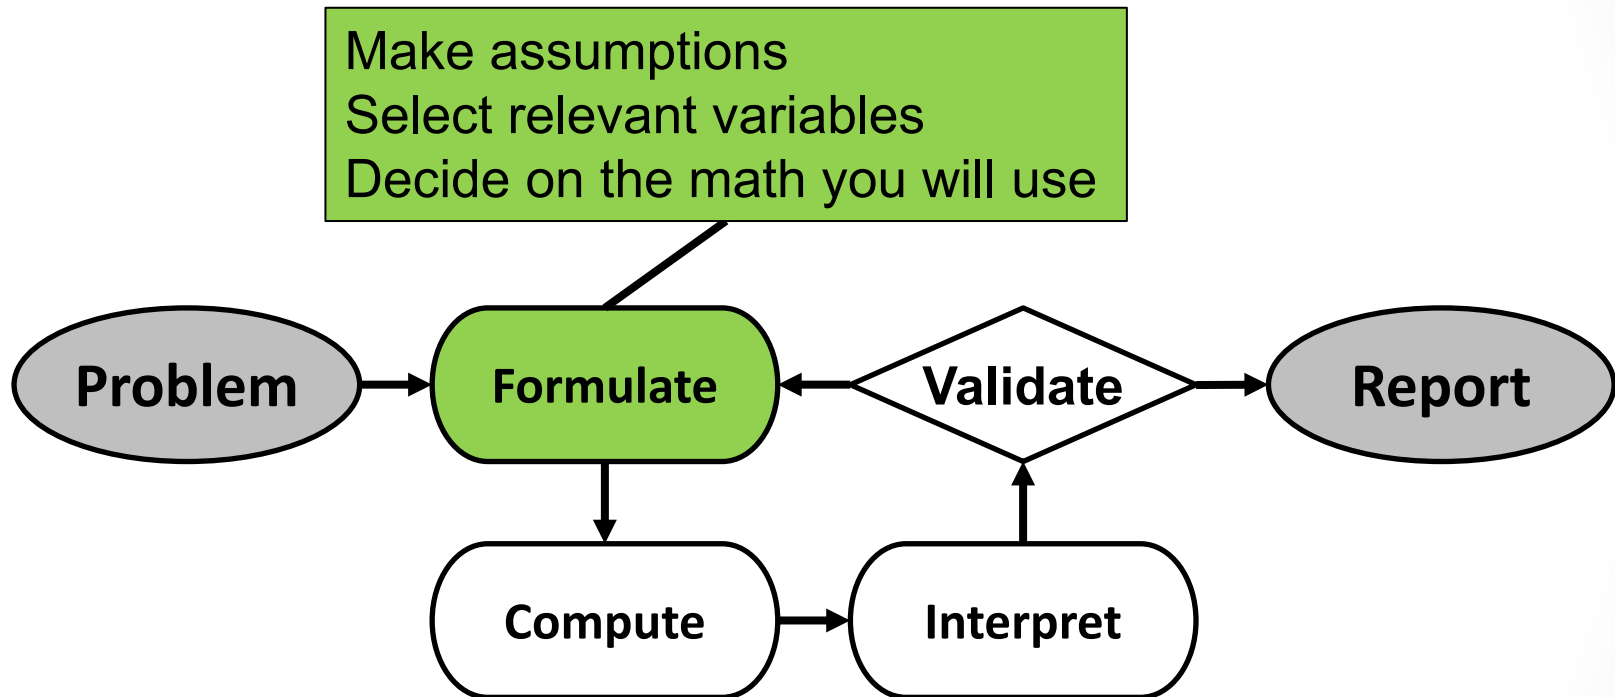 Make assumptions
Select relevant variables
Decide on the math you will use
Problem
Formulate
Validate
Report
Compute
Interpret